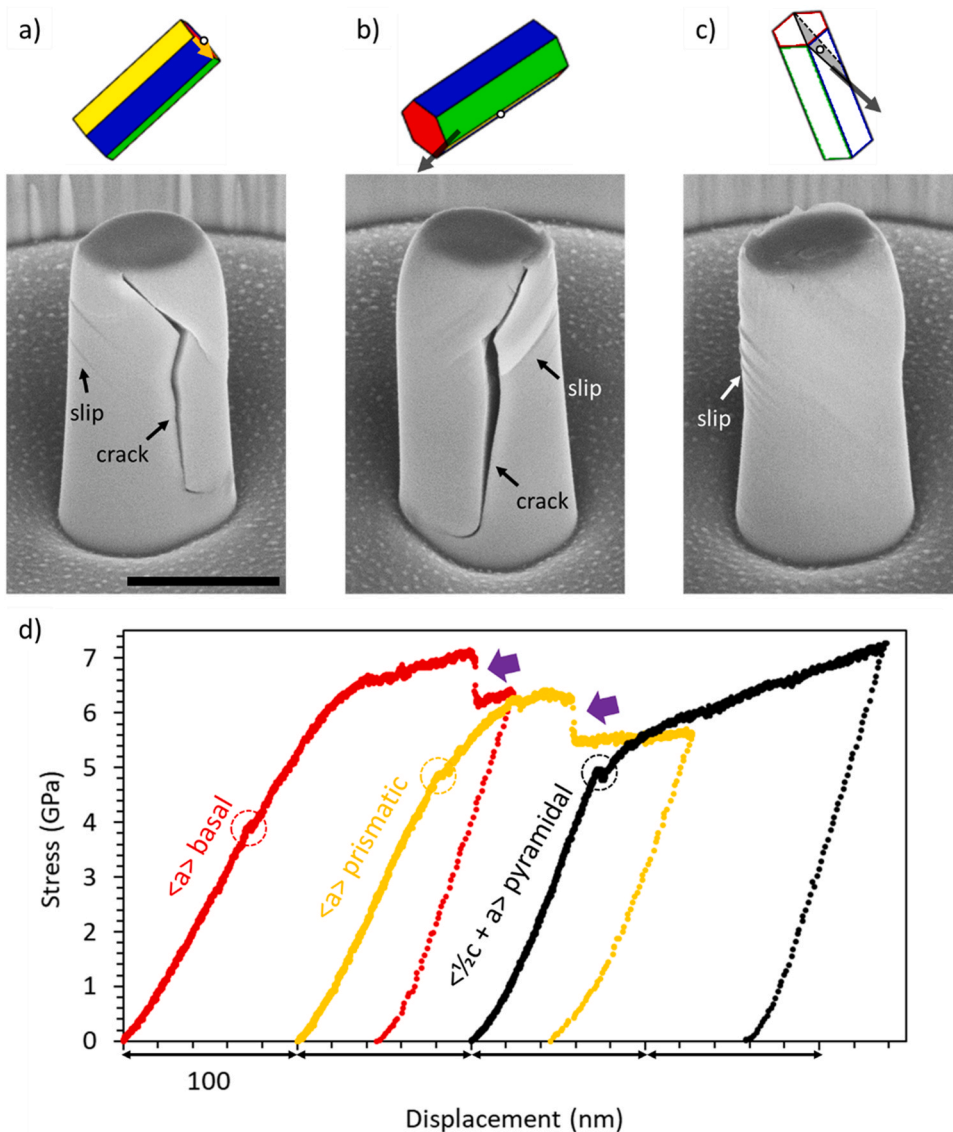 a)
b)
c)
slip
crack
slip
crack
slip
d)
7
6
5
4
3
2
1
0
Stress (GPa)
<a> basal
<a> prismatic
<½c + a> pyramidal
100
Displacement (nm)